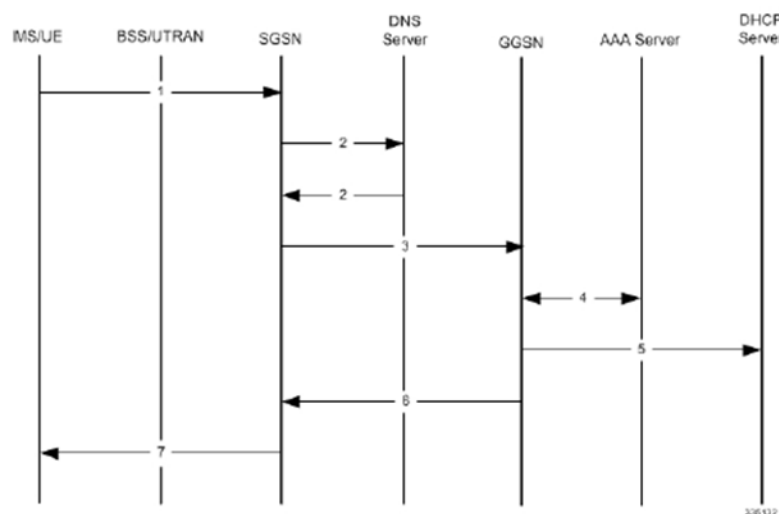 MS/UE
BSS/UTRAN
SGSN
DNS
Server
GGSN
AAA Server
DHCP
Server
1
2
2
3
4
5
6
7